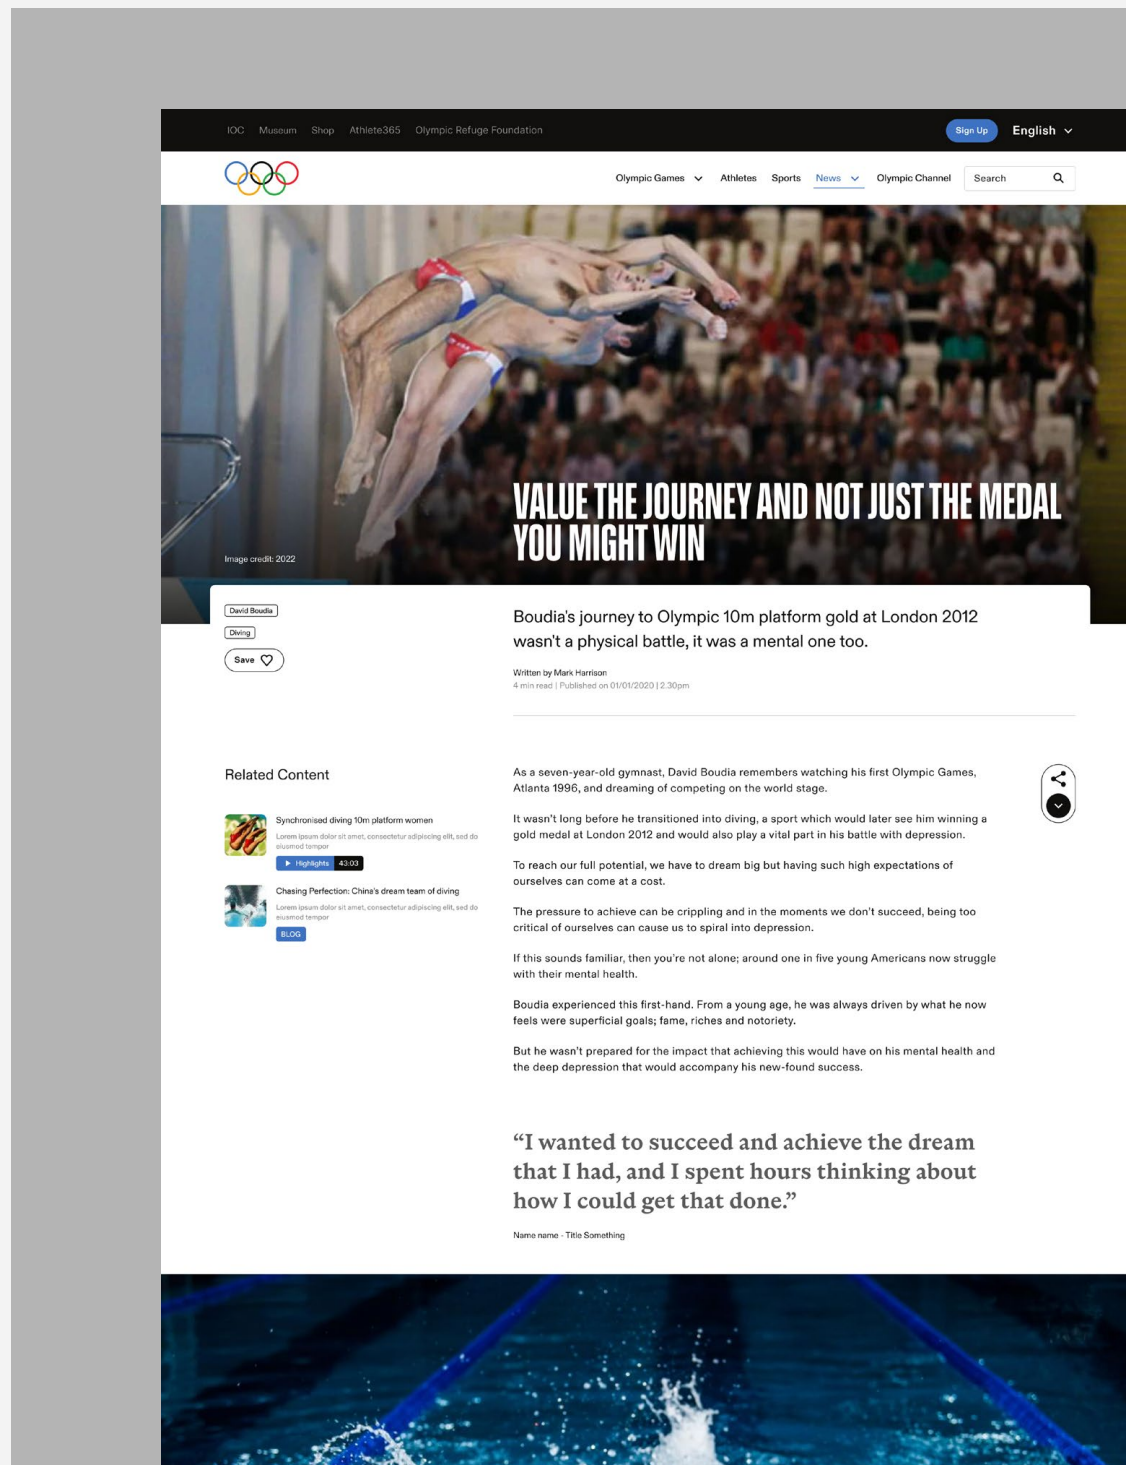 IOC Museum Shop Athlete365 Olympic Refuge Foundation
Sign Up English
Olympic Games Athletes Sports News Olympic Channel Search
VALUE THE JOURNEY AND NOT JUST THE MEDAL
YOU MIGHT WIN
Image credit: 2022
David Boudia
Diving
Save
Boudia's journey to Olympic 10m platform gold at London 2012
wasn't a physical battle, it was a mental one too.
Written by Mark Harrison
4 min read | Published on 01/01/2020 | 2.30pm
Related Content
Synchronised diving 10m platform women
Lorem ipsum dolor sit amet, consectetur adipiscing elit, sed do
eiusmod tempor
Highlights 43:03
Chasing Perfection: China's dream team of diving
Lorem ipsum dolor sit amet, consectetur adipiscing elit, sed do
eiusmod tempor
BLOG
As a seven-year-old gymnast, David Boudia remembers watching his first Olympic Games,
Atlanta 1996, and dreaming of competing on the world stage.
It wasn't long before he transitioned into diving, a sport which would later see him winning a
gold medal at London 2012 and would also play a vital part in his battle with depression.
To reach our full potential, we have to dream big but having such high expectations of
ourselves can come at a cost.
The pressure to achieve can be crippling and in the moments we don't succeed, being too
critical of ourselves can cause us to spiral into depression.
If this sounds familiar, then you're not alone; around one in five young Americans now struggle
with their mental health.
Boudia experienced this first-hand. From a young age, he was always driven by what he now
feels were superficial goals; fame, riches and notoriety.
But he wasn't prepared for the impact that achieving this would have on his mental health and
the deep depression that would accompany his new-found success.
“I wanted to succeed and achieve the dream
that I had, and I spent hours thinking about
how I could get that done.”
Name name - Title Something